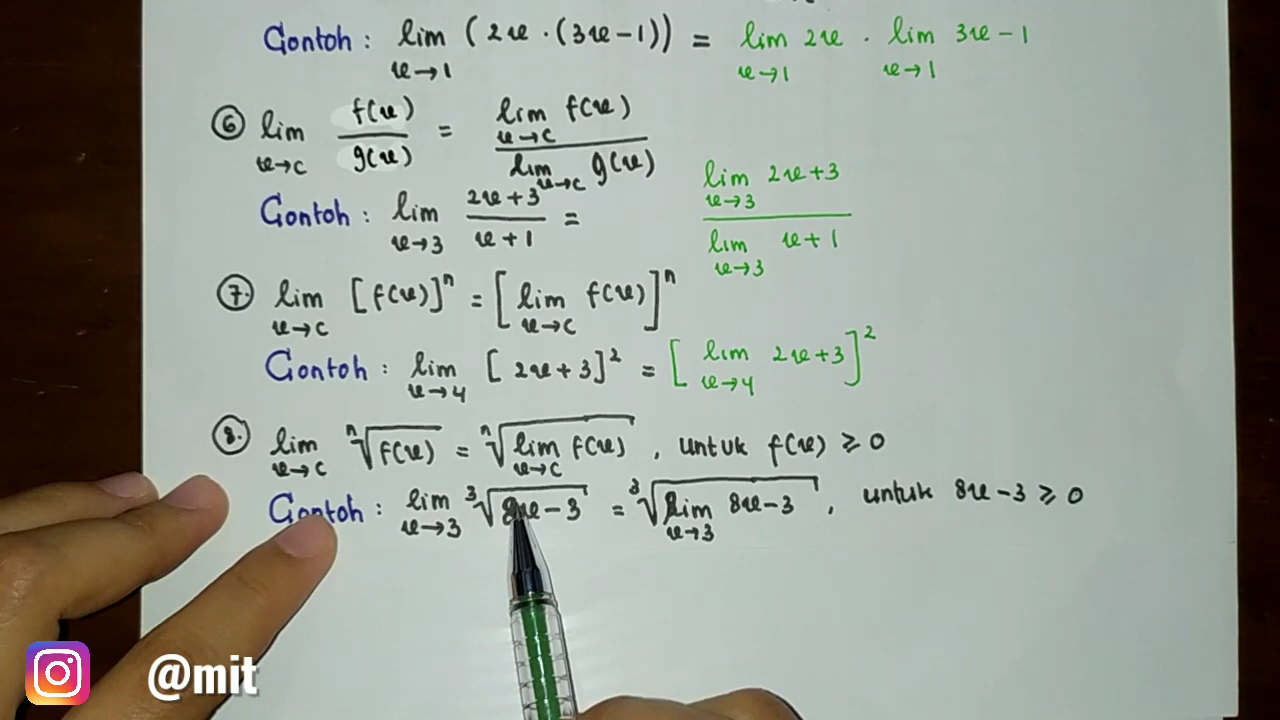 Contoh : lim x→1 (2x · (3x−1)) = lim x→1 2x · lim x→1 3x−1
⑥ lim x→c f(x)/g(x) = lim x→c f(x) / lim x→c g(x)
Contoh : lim x→3 2x+3/x+1 = lim x→3 2x+3 / lim x→3 x+1
⑦. lim x→c [f(x)]ⁿ = [lim x→c f(x)]ⁿ
Contoh : lim x→4 [2x+3]² = [lim x→4 2x+3]²
⑧. lim x→c ⁿ√f(x) = ⁿ√lim x→c f(x) , untuk f(x) ≥ 0
Contoh : lim x→3 ³√8x−3 = ³√lim x→3 8x−3 , untuk 8x−3 ≥ 0
@mit